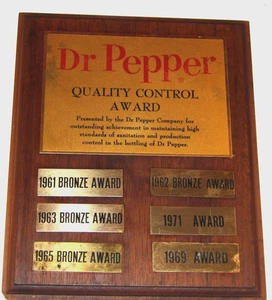 Dr Pepper
QUALITY CONTROL
AWARD
Presented by the Dr Pepper Company for
outstanding achievement in maintaining high
standards of sanitation and production
control in the bottling of Dr Pepper.
1961 BRONZE AWARD
1962 BRONZE AWARD
1963 BRONZE AWARD
1971 AWARD
1965 BRONZE AWARD
1969 AWARD